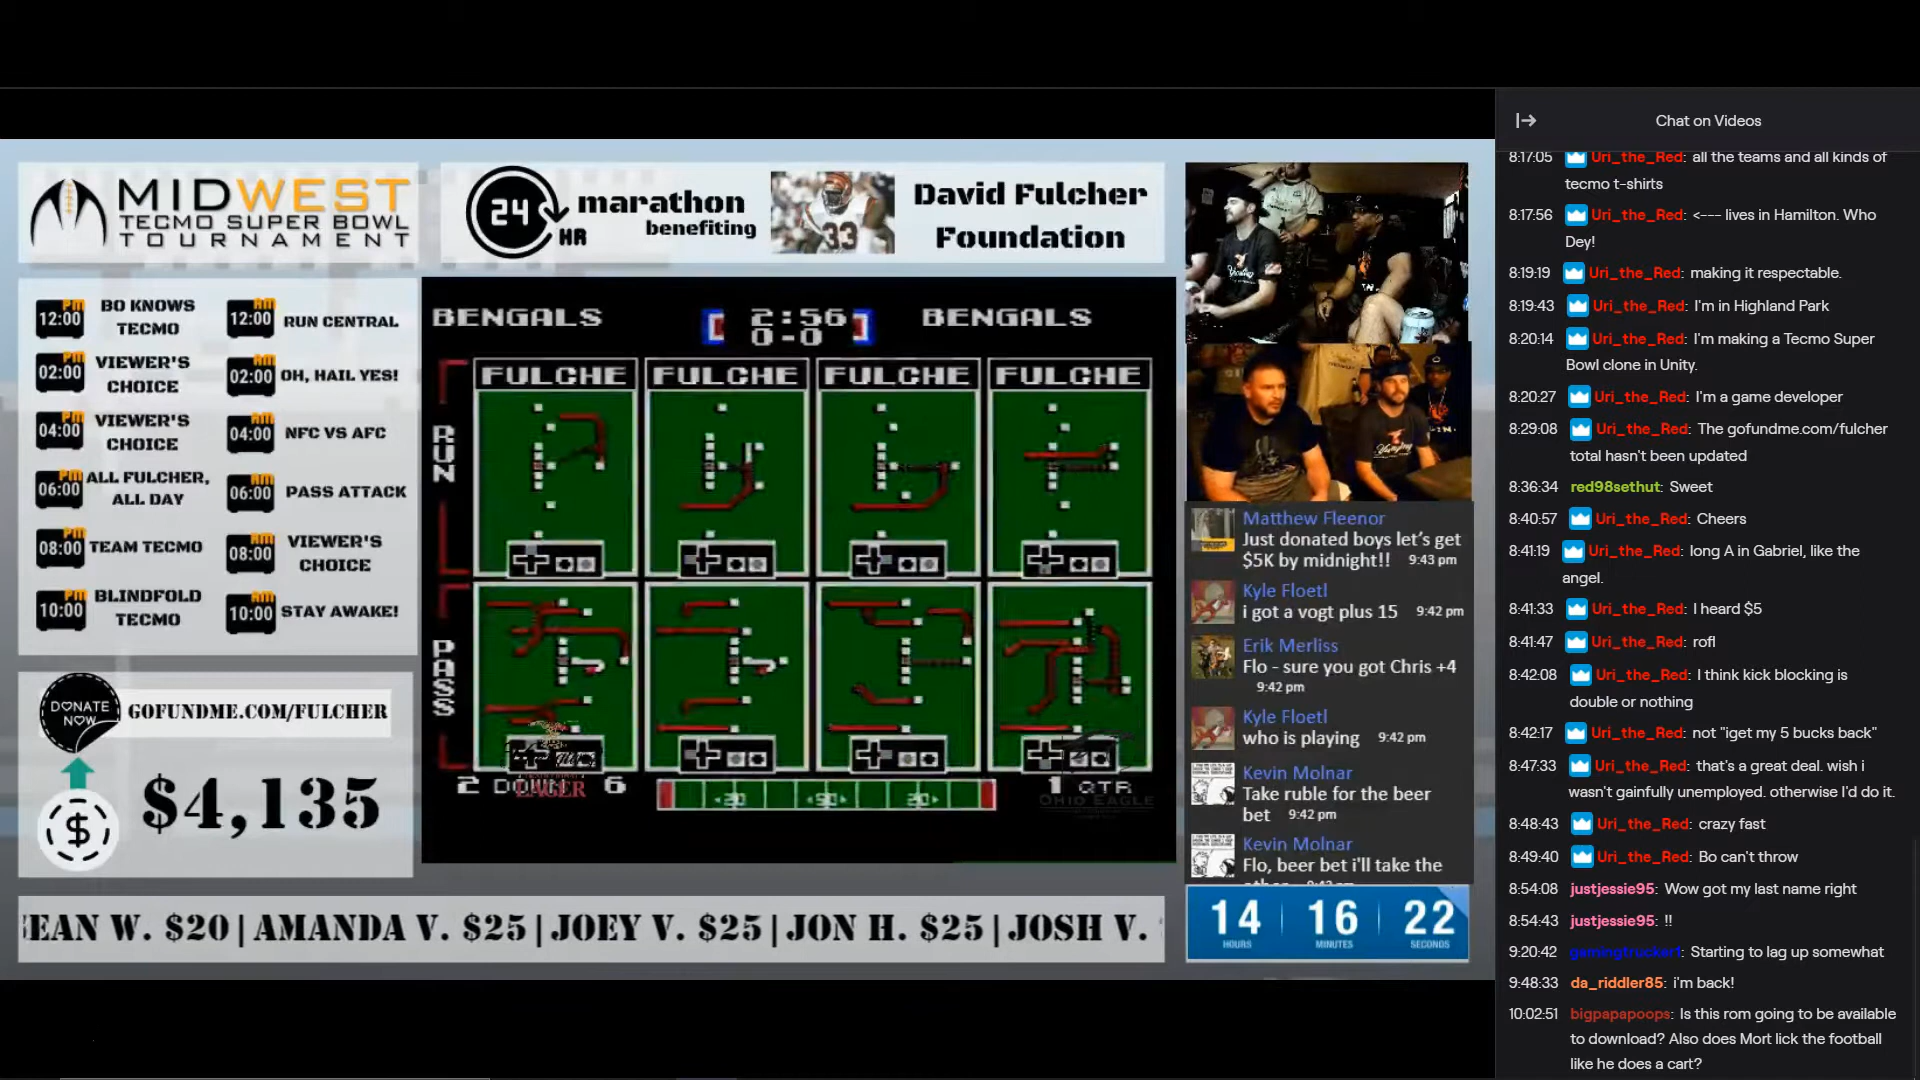 MIDWEST
TECMO SUPER BOWL
TOURNAMENT
24 HR
marathon
benefiting
33
David Fulcher
Foundation
PM 12:00 BO KNOWS TECMO
PM 02:00 VIEWER'S CHOICE
PM 04:00 VIEWER'S CHOICE
PM 06:00 ALL FULCHER, ALL DAY
PM 08:00 TEAM TECMO
PM 10:00 BLINDFOLD TECMO
AM 12:00 RUN CENTRAL
AM 02:00 OH, HAIL YES!
AM 04:00 NFC VS AFC
AM 06:00 PASS ATTACK
AM 08:00 VIEWER'S CHOICE
AM 10:00 STAY AWAKE!
DONATE NOW
GOFUNDME.COM/FULCHER
$4,135
BENGALS 2:56 BENGALS
0-0
RUN
FULCHE FULCHE FULCHE FULCHE
PASS
2 DOWN 6
LAGER
<20 <50> 20>
1 QTR
OHIO EAGLE
Matthew Fleenor
Just donated boys let's get
$5K by midnight!! 9:43 pm
Kyle Floetl
i got a vogt plus 15 9:42 pm
Erik Merliss
Flo - sure you got Chris +4
9:42 pm
Kyle Floetl
who is playing 9:42 pm
Kevin Molnar
Take ruble for the beer
bet 9:42 pm
Kevin Molnar
Flo, beer bet i'll take the
EAN W. $20 | AMANDA V. $25 | JOEY V. $25 | JON H. $25 | JOSH V.
14 16 22
HOURS MINUTES SECONDS
Chat on Videos
8:17:05 Uri_the_Red: all the teams and all kinds of
tecmo t-shirts
8:17:56 Uri_the_Red: <--- lives in Hamilton. Who
Dey!
8:19:19 Uri_the_Red: making it respectable.
8:19:43 Uri_the_Red: I'm in Highland Park
8:20:14 Uri_the_Red: I'm making a Tecmo Super
Bowl clone in Unity.
8:20:27 Uri_the_Red: I'm a game developer
8:29:08 Uri_the_Red: The gofundme.com/fulcher
total hasn't been updated
8:36:34 red98sethut: Sweet
8:40:57 Uri_the_Red: Cheers
8:41:19 Uri_the_Red: long A in Gabriel, like the
angel.
8:41:33 Uri_the_Red: I heard $5
8:41:47 Uri_the_Red: rofl
8:42:08 Uri_the_Red: I think kick blocking is
double or nothing
8:42:17 Uri_the_Red: not "iget my 5 bucks back"
8:47:33 Uri_the_Red: that's a great deal. wish i
wasn't gainfully unemployed. otherwise I'd do it.
8:48:43 Uri_the_Red: crazy fast
8:49:40 Uri_the_Red: Bo can't throw
8:54:08 justjessie95: Wow got my last name right
8:54:43 justjessie95: !!
9:20:42 gamingtrucker1: Starting to lag up somewhat
9:48:33 da_riddler85: i'm back!
10:02:51 bigpapapoops: Is this rom going to be available
to download? Also does Mort lick the football
like he does a cart?